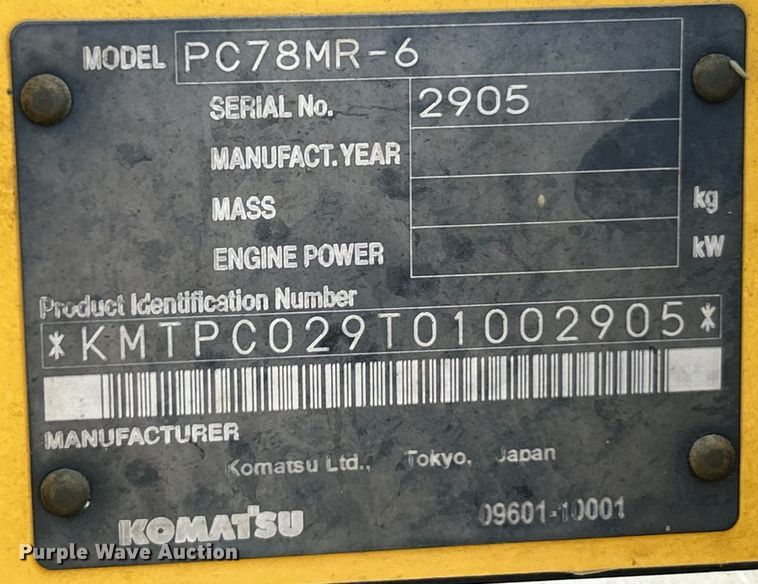 MODEL PC78MR-6
SERIAL No. 2905
MANUFACT. YEAR
MASS kg
ENGINE POWER kW
Product Identification Number
*KMTPC029T01002905*
MANUFACTURER
Komatsu Ltd., Tokyo, Japan
KOMATSU 09601-10001
Purple Wave Auction